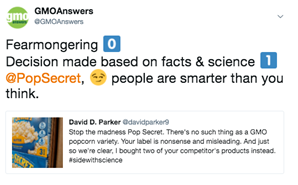 gmo
GMOAnswers
@GMOAnswers
Fearmongering 0
Decision made based on facts & science 1
@PopSecret, 😏 people are smarter than you
think.
David D. Parker @davidparker9
Stop the madness Pop Secret. There's no such thing as a GMO
popcorn variety. Your label is nonsense and misleading. And just
so we're clear, I bought two of your competitor's products instead.
#sidewithscience